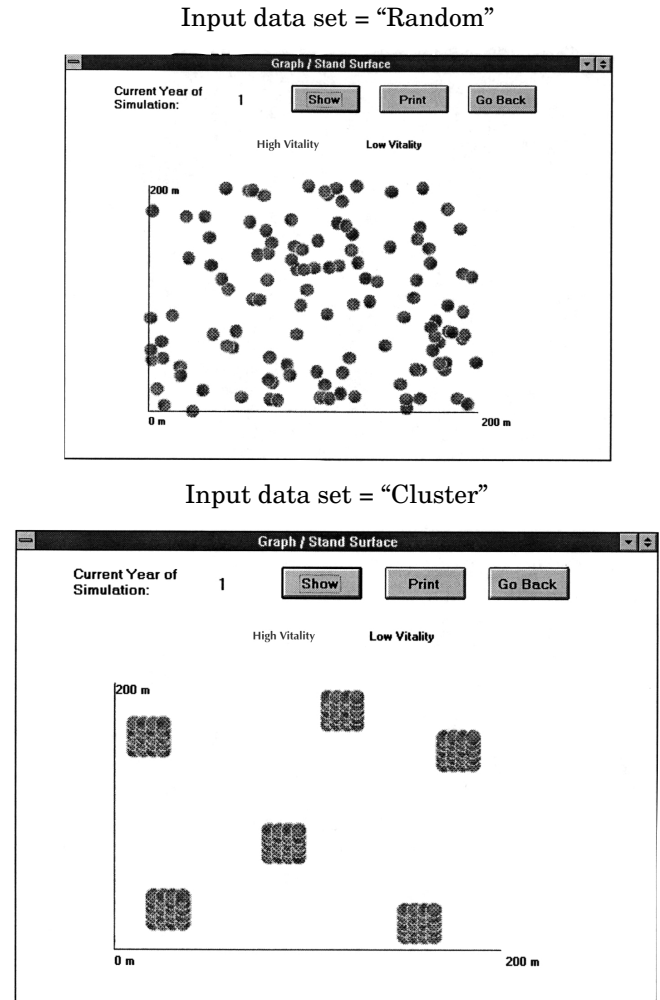 Input data set = “Random”
Graph / Stand Surface
Current Year of
Simulation:
1
Show
Print
Go Back
High Vitality
Low Vitality
200 m
0 m
200 m
Input data set = “Cluster”
Graph / Stand Surface
Current Year of
Simulation:
1
Show
Print
Go Back
High Vitality
Low Vitality
200 m
0 m
200 m